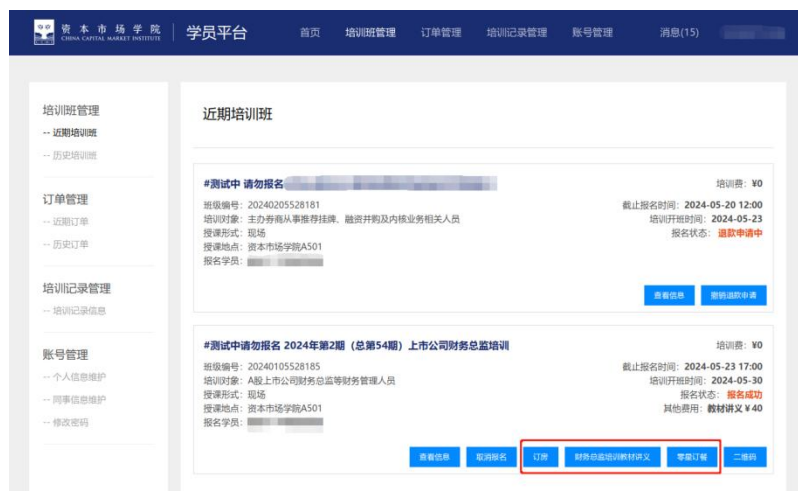 资本市场学院
CHINA CAPITAL MARKET INSTITUTE
学员平台
首页 培训班管理 订单管理 培训记录管理 账号管理 消息(15)
培训班管理
-- 近期培训班
-- 历史培训班
订单管理
-- 近期订单
-- 历史订单
培训记录管理
-- 培训记录信息
账号管理
-- 个人信息维护
-- 同事信息维护
-- 修改密码
近期培训班
#测试中 请勿报名
培训费: ¥0
班级编号: 20240205528181
截止报名时间: 2024-05-20 12:00
培训对象: 主办券商从事推荐挂牌、融资并购及内核业务相关人员
培训开班时间: 2024-05-23
授课形式: 现场
报名状态: 退款申请中
授课地点: 资本市场学院A501
报名学员:
查看信息 撤销退款申请
#测试中请勿报名 2024年第2期（总第54期）上市公司财务总监培训
培训费: ¥0
班级编号: 20240105528185
截止报名时间: 2024-05-23 17:00
培训对象: A股上市公司财务总监等财务管理人员
培训开班时间: 2024-05-30
授课形式: 现场
报名状态: 报名成功
授课地点: 资本市场学院A501
其他费用: 教材讲义¥40
报名学员:
查看信息 取消报名 订房 财务总监培训教材讲义 零星订餐 二维码